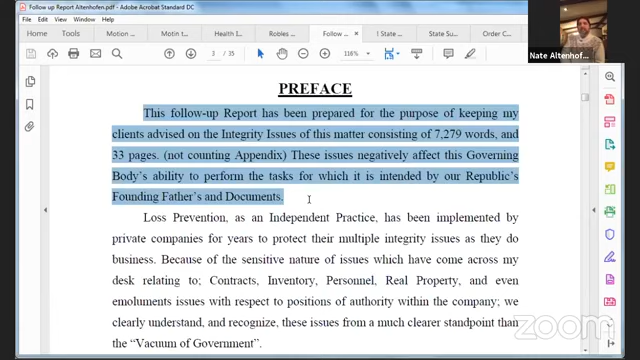 Follow up Report Altenhofen.pdf - Adobe Acrobat Standard DC
File Edit View Sign Window Help
Motion & ...
Default Ju...
Health I...
Robles ...
Follow ...
! State ...
State Su...
Order C...
3 / 35
116%
Nate Altenhof...
PREFACE
This follow-up Report has been prepared for the purpose of keeping my
clients advised on the Integrity Issues of this matter consisting of 7,279 words, and
33 pages. (not counting Appendix) These issues negatively affect this Governing
Body's ability to perform the tasks for which it is intended by our Republic's
Founding Father's and Documents.
Loss Prevention, as an Independent Practice, has been implemented by
private companies for years to protect their multiple integrity issues as they do
business. Because of the sensitive nature of issues which have come across my
desk relating to; Contracts, Inventory, Personnel, Real Property, and even
emoluments issues with respect to positions of authority within the company; we
clearly understand, and recognize, these issues from a much clearer standpoint than
the “Vacuum of Government”.
zoom